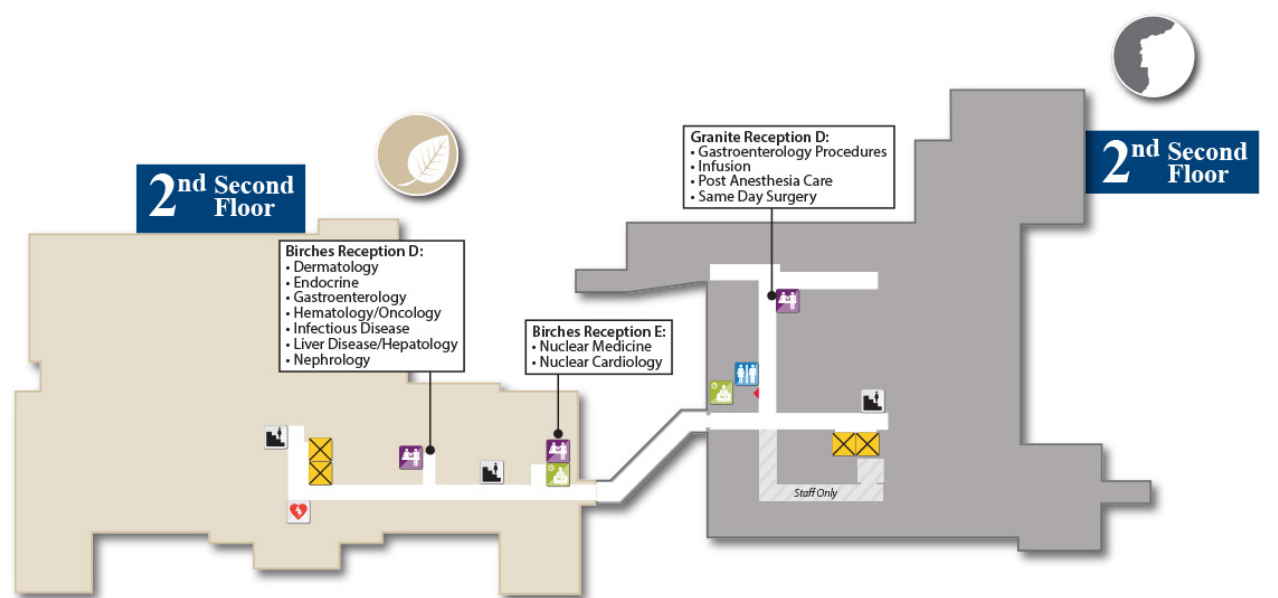 2nd Second
Floor
Birches Reception D:
• Dermatology
• Endocrine
• Gastroenterology
• Hematology/Oncology
• Infectious Disease
• Liver Disease/Hepatology
• Nephrology
Birches Reception E:
• Nuclear Medicine
• Nuclear Cardiology
Granite Reception D:
• Gastroenterology Procedures
• Infusion
• Post Anesthesia Care
• Same Day Surgery
2nd Second
Floor
Staff Only